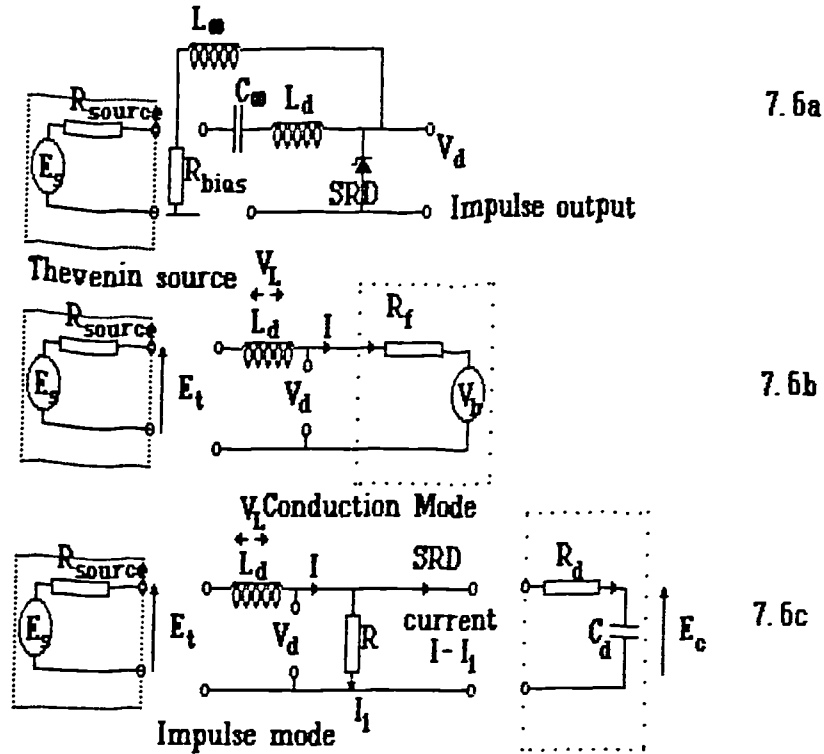 L∞
C∞ L_d
7.6a
R_source
E_s
R_bias
SRD
V_d
Impulse output
Thevenin source
V_L
R_source
L_d I
R_f
E_s
E_t
V_d
V_b
7.6b
Conduction Mode
V_L
R_source
L_d I
SRD
R_d
E_s
E_t
V_d
R
current
I-I_1
C_d
E_c
7.6c
I_1
Impulse mode